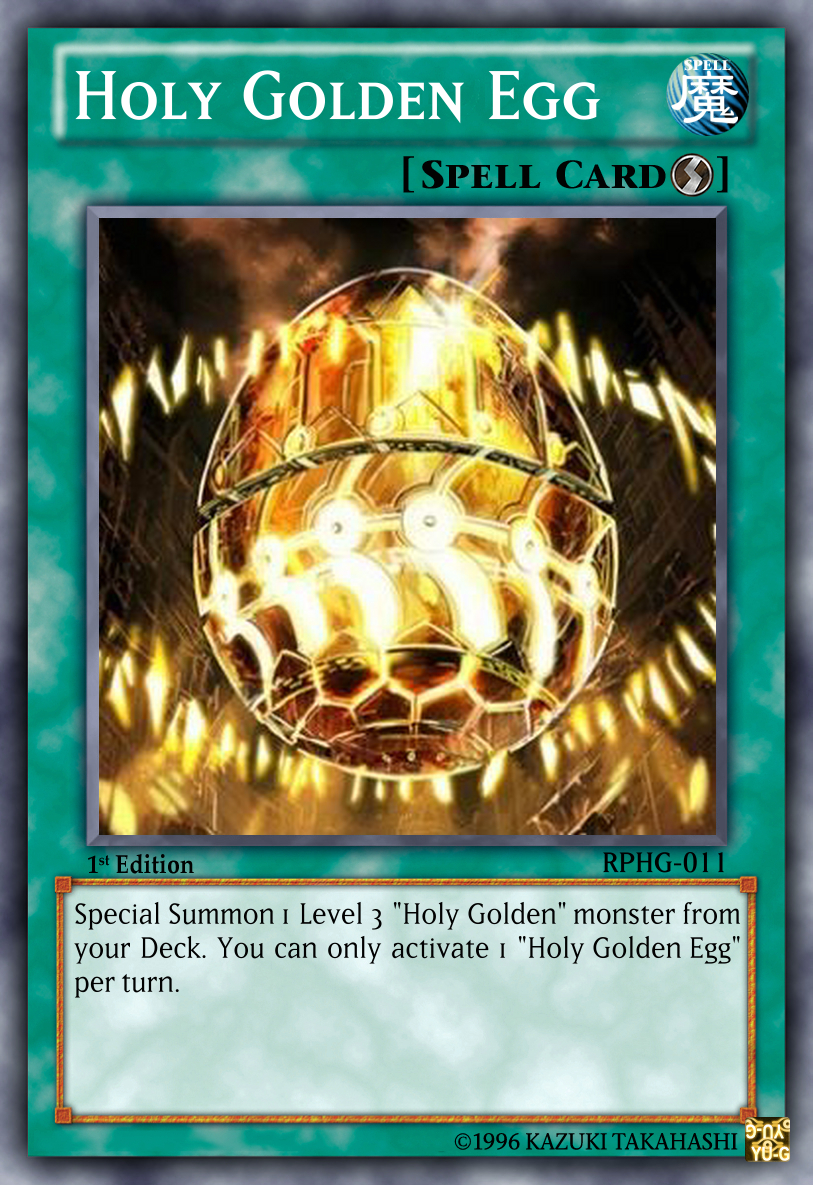 Holy Golden Egg
SPELL
魔
[Spell Card]
1st Edition
RPHG-011
Special Summon 1 Level 3 "Holy Golden" monster from
your Deck. You can only activate 1 "Holy Golden Egg"
per turn.
©1996 KAZUKI TAKAHASHI
YU-G